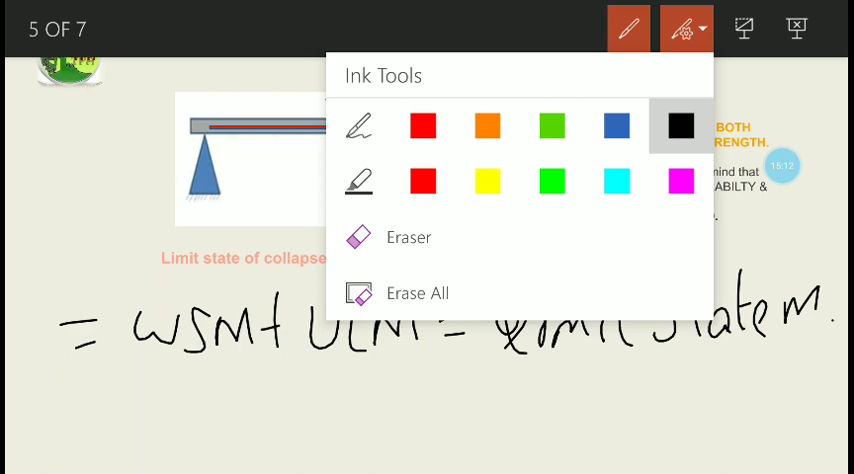 5 OF 7
Ink Tools
BOTH
RENGTH.
mind that
15:12
ABILTY &
Eraser
Limit state of collapse
Erase All
= WSM + ULM = Limit State M.